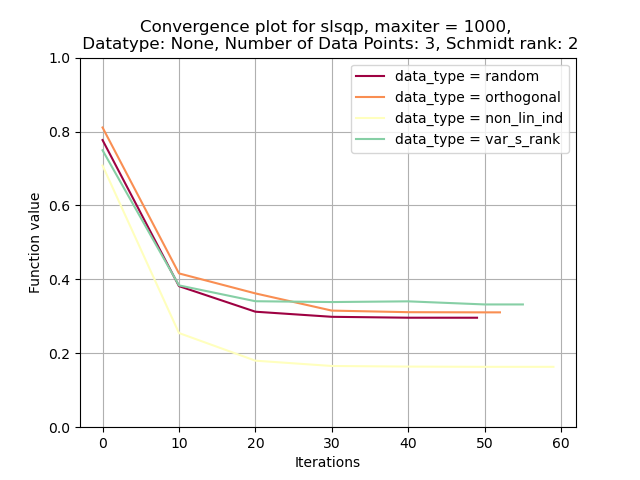 Convergence plot for slsqp, maxiter = 1000,
Datatype: None, Number of Data Points: 3, Schmidt rank: 2
1.0
0.8
0.6
0.4
0.2
0.0
Function value
data_type = random
data_type = orthogonal
data_type = non_lin_ind
data_type = var_s_rank
0 10 20 30 40 50 60
Iterations